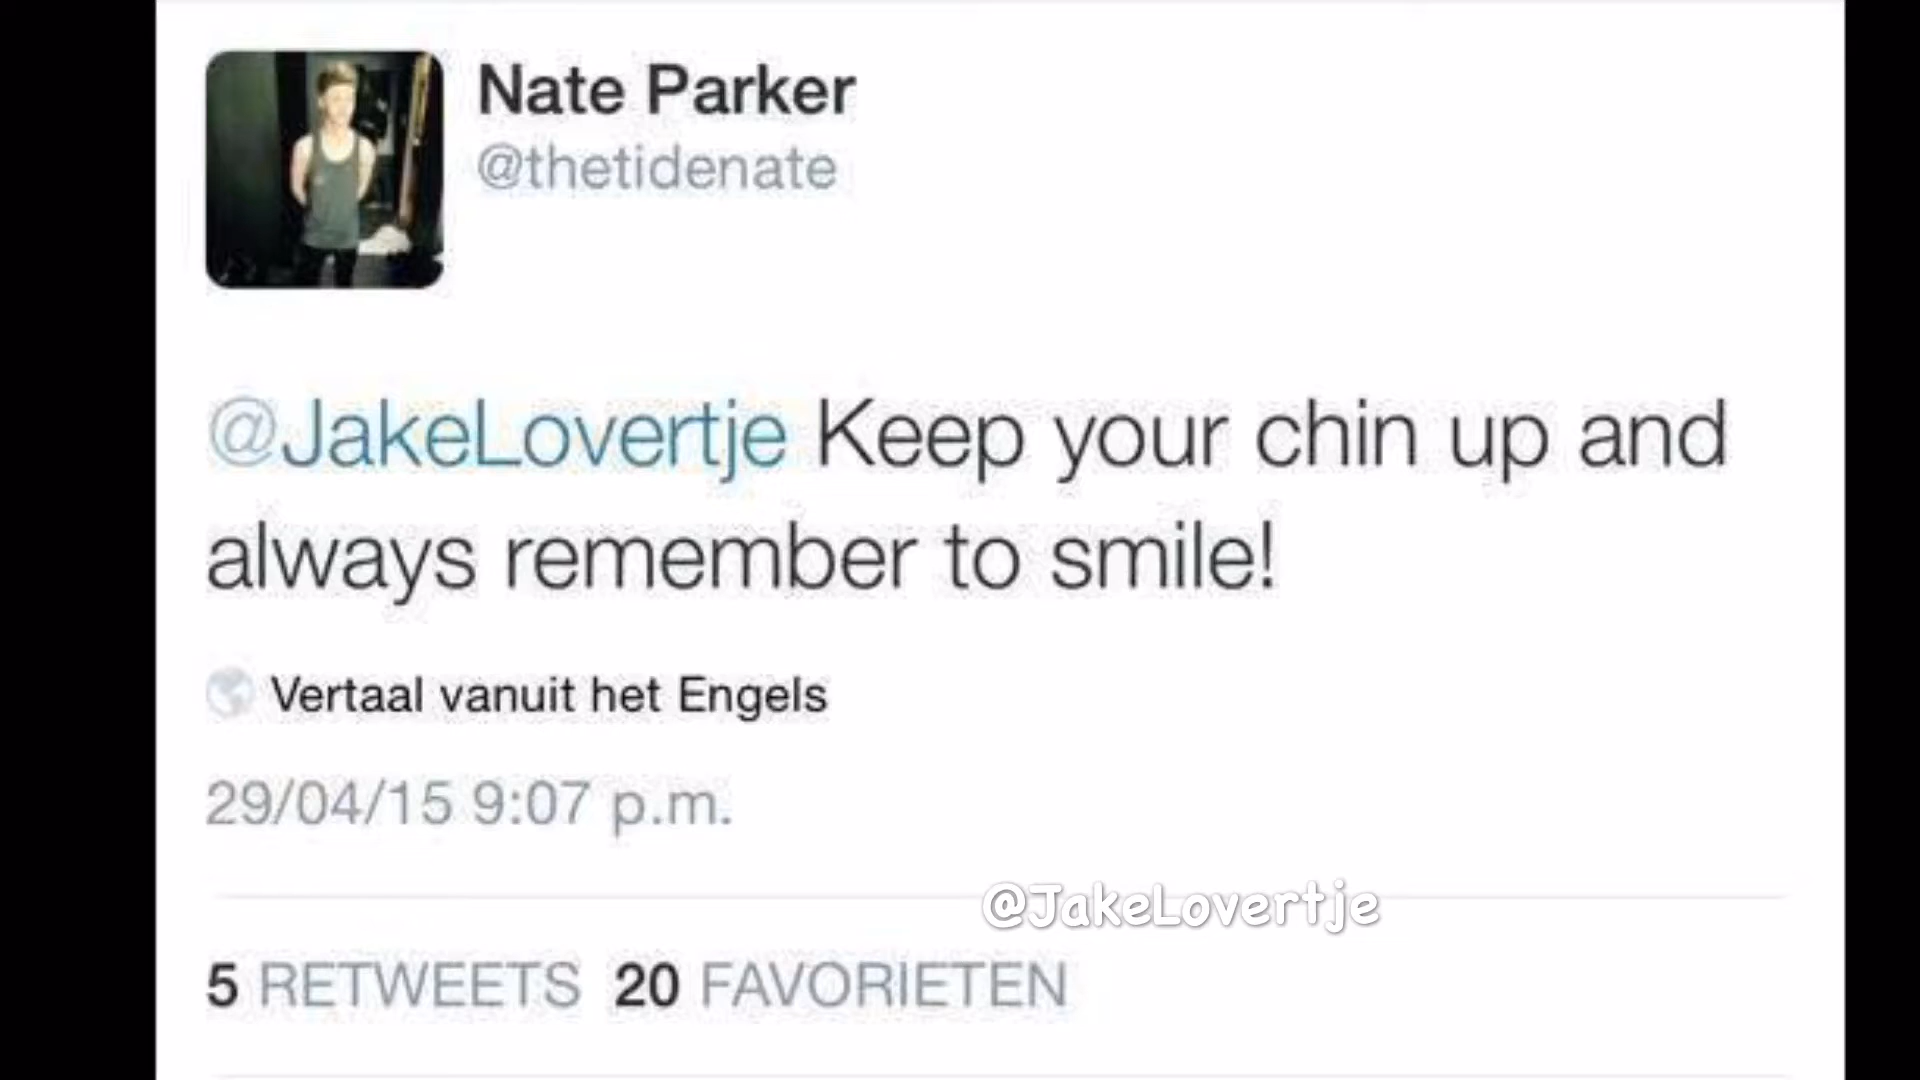 Nate Parker
@thetidenate
@JakeLovertje Keep your chin up and
always remember to smile!
Vertaal vanuit het Engels
29/04/15 9:07 p.m.
@JakeLovertje
5 RETWEETS 20 FAVORIETEN